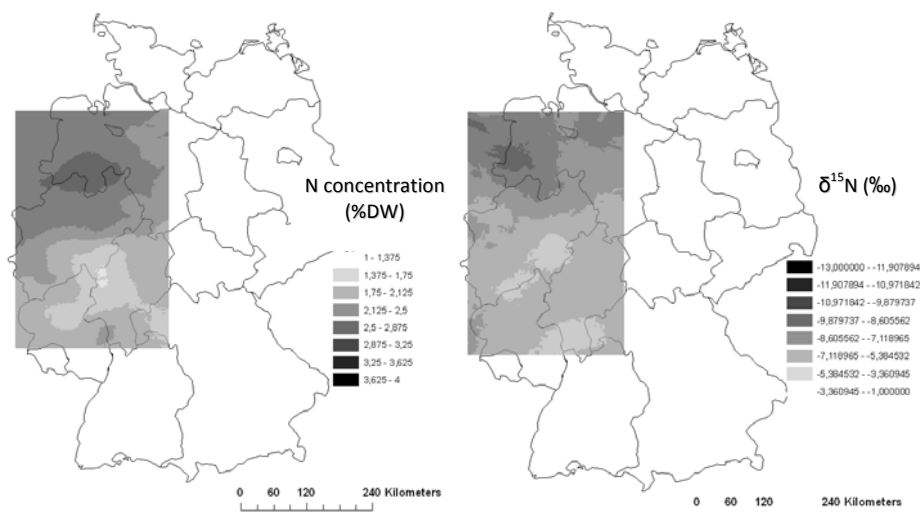 N concentration
(%DW)
1 - 1,375
1,375 - 1,75
1,75 - 2,125
2,125 - 2,5
2,5 - 2,875
2,875 - 3,25
3,25 - 3,625
3,625 - 4
0 60 120 240 Kilometers
δ¹⁵N (‰)
-13,000000 - -11,907894
-11,907894 - -10,971842
-10,971842 - -9,879737
-9,879737 - -8,605562
-8,605562 - -7,118965
-7,118965 - -5,384532
-5,384532 - -3,360945
-3,360945 - -1,000000
0 60 120 240 Kilometers